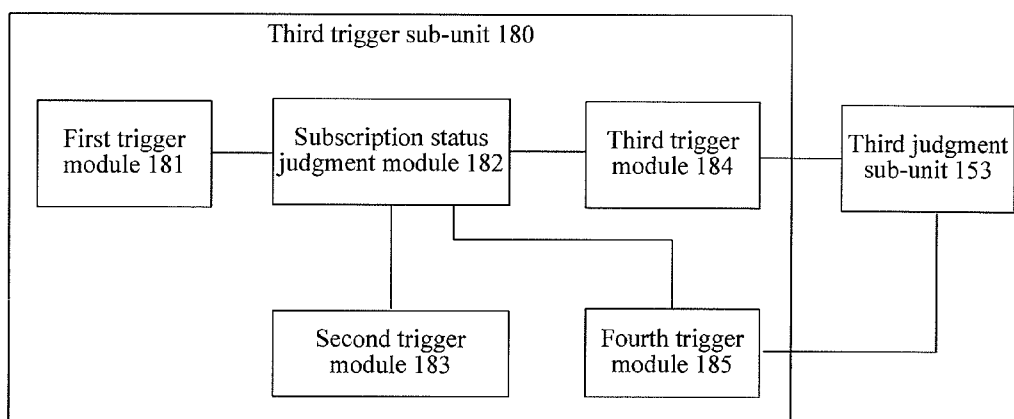 Third trigger sub-unit 180
First trigger
module 181
Subscription status
judgment module 182
Third trigger
module 184
Third judgment
sub-unit 153
Second trigger
module 183
Fourth trigger
module 185